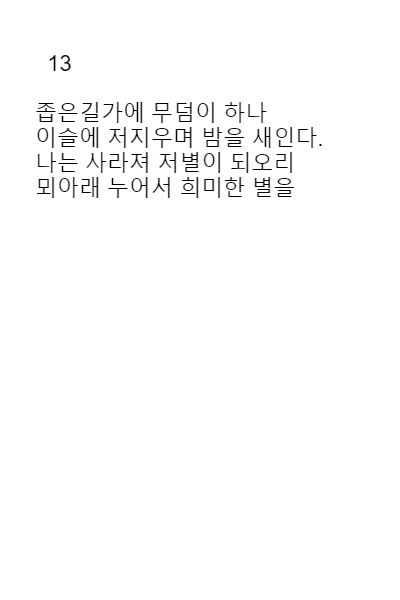 13
좁은길가에 무덤이 하나
이슬에 저지우며 밤을 새인다.
나는 사라져 저별이 되오리
뫼아래 누어서 희미한 별을